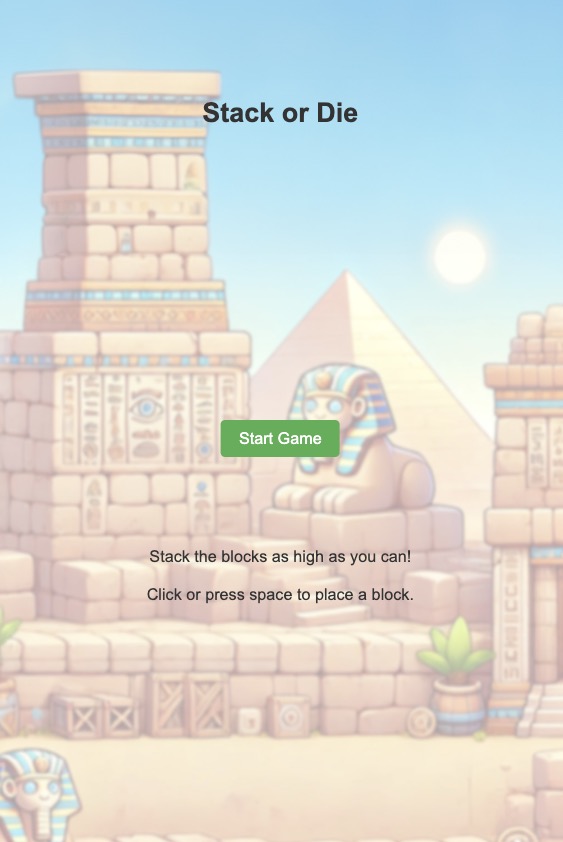 Stack or Die
Start Game
Stack the blocks as high as you can!
Click or press space to place a block.